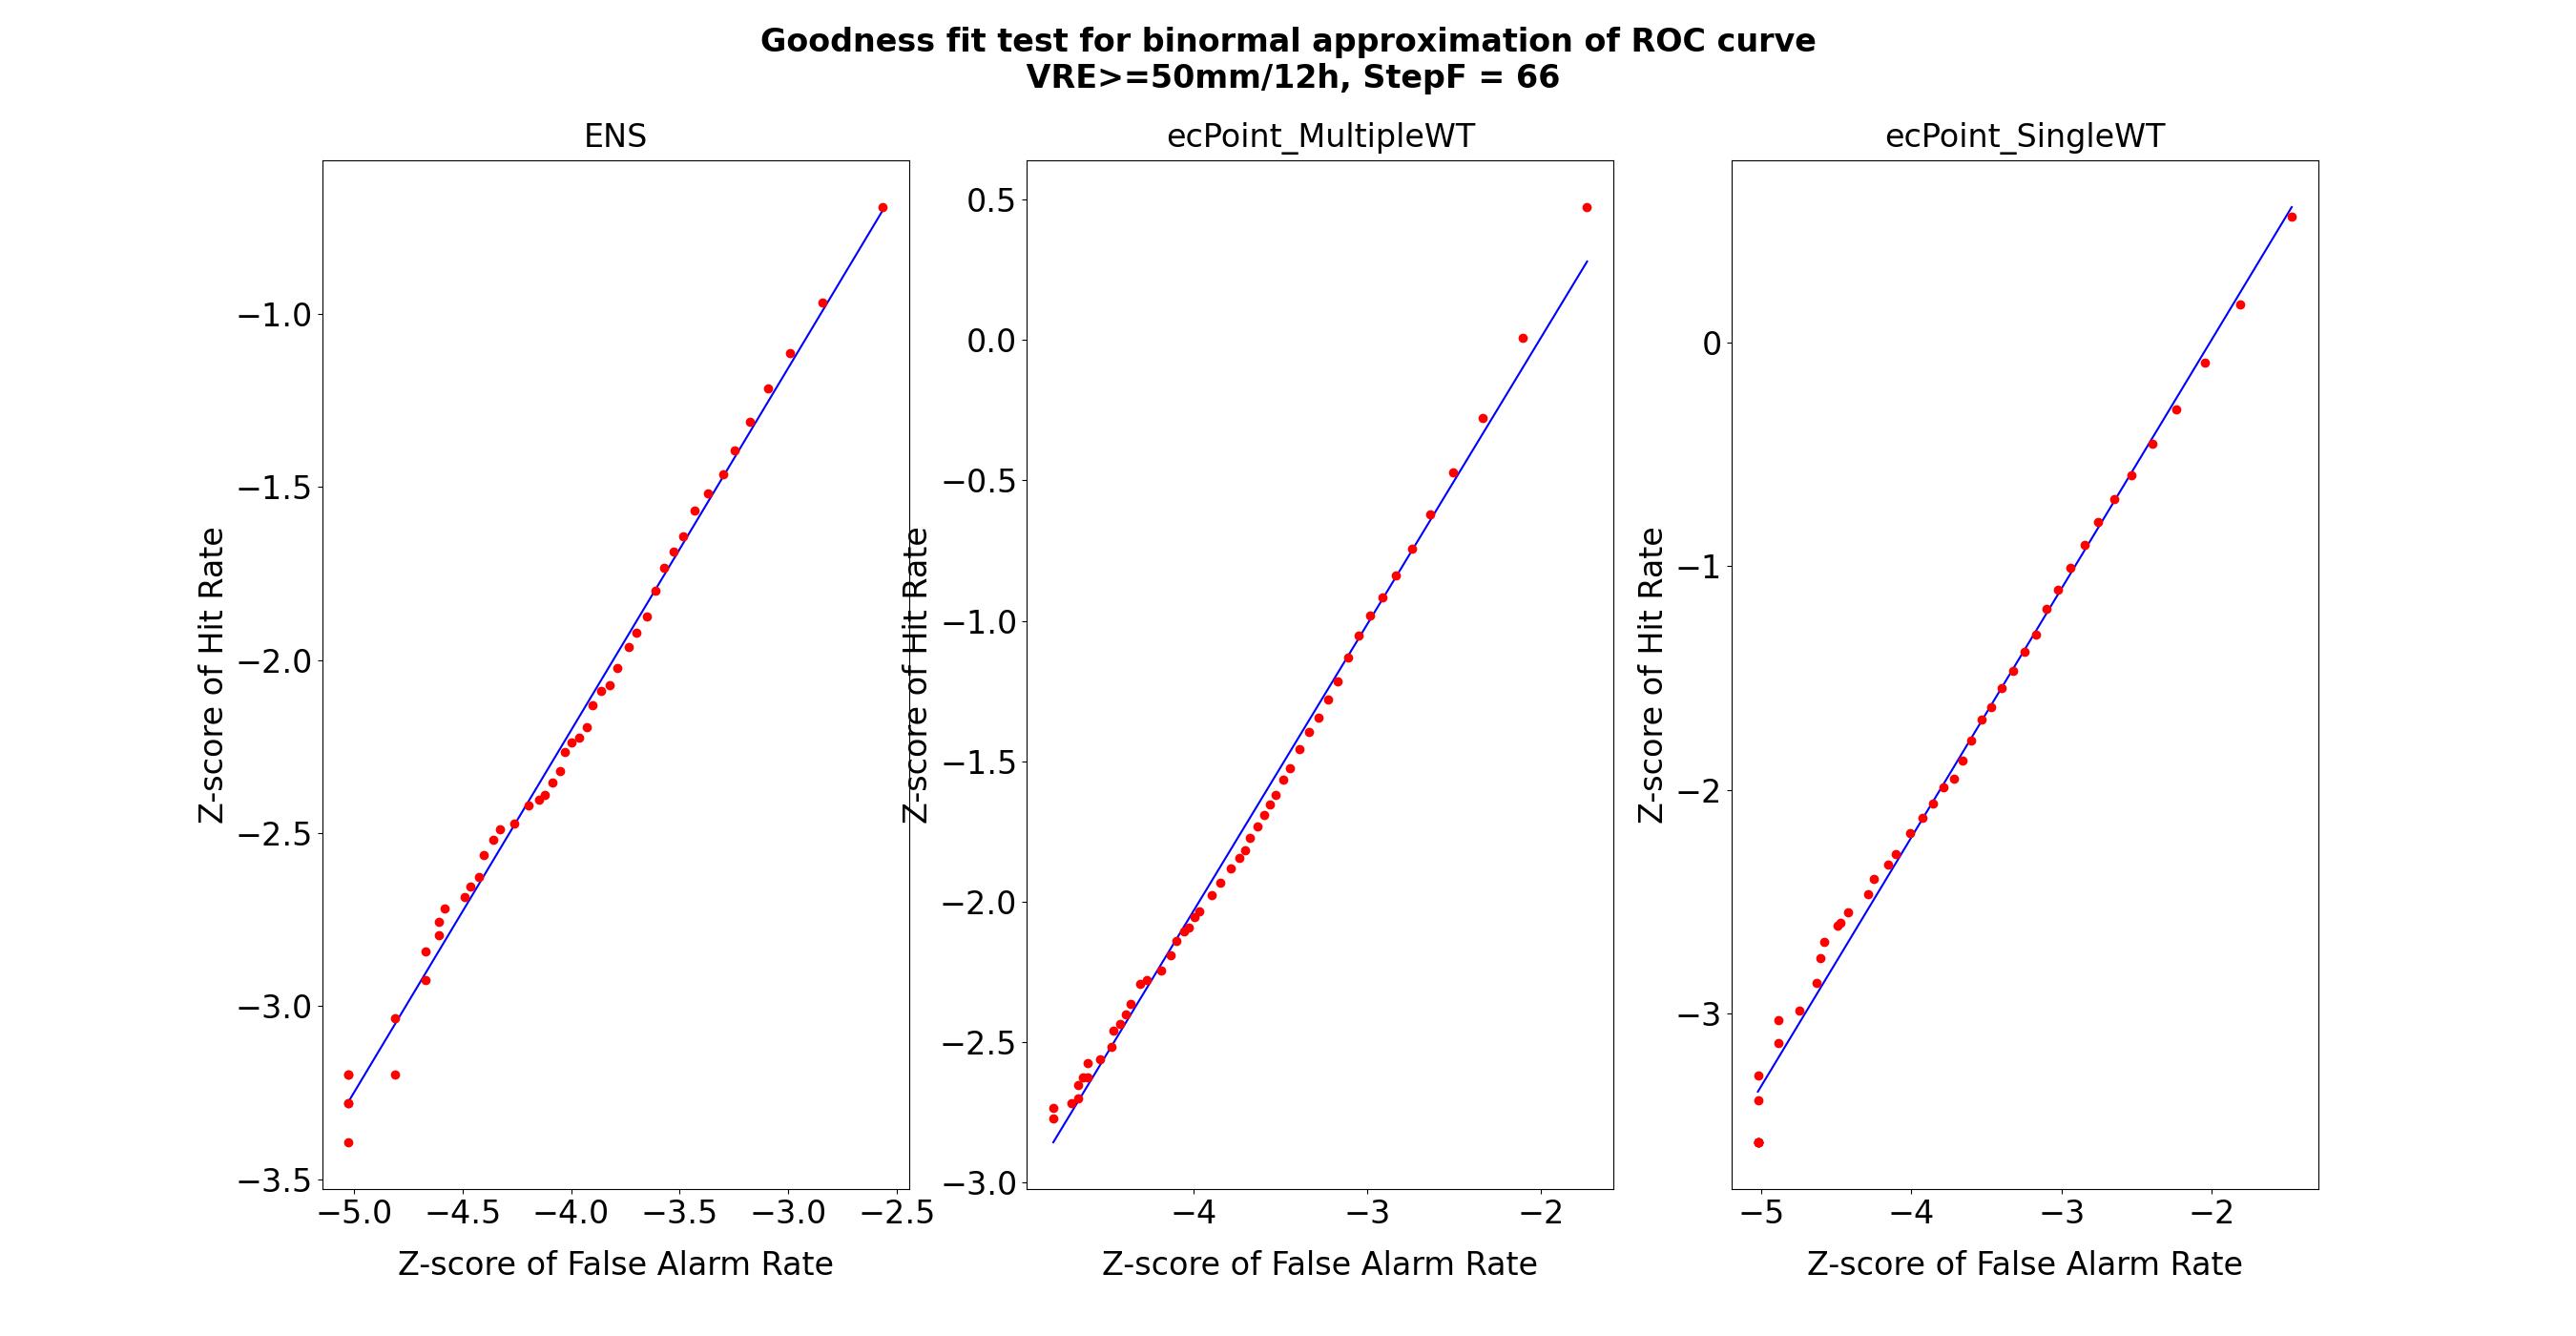 Goodness fit test for binormal approximation of ROC curve
VRE>=50mm/12h, StepF = 66
ENS
Z-score of Hit Rate
−1.0
−1.5
−2.0
−2.5
−3.0
−3.5
−5.0 −4.5 −4.0 −3.5 −3.0 −2.5
Z-score of False Alarm Rate
ecPoint_MultipleWT
Z-score of Hit Rate
0.5
0.0
−0.5
−1.0
−1.5
−2.0
−2.5
−3.0
−4 −3 −2
Z-score of False Alarm Rate
ecPoint_SingleWT
Z-score of Hit Rate
0
−1
−2
−3
−5 −4 −3 −2
Z-score of False Alarm Rate